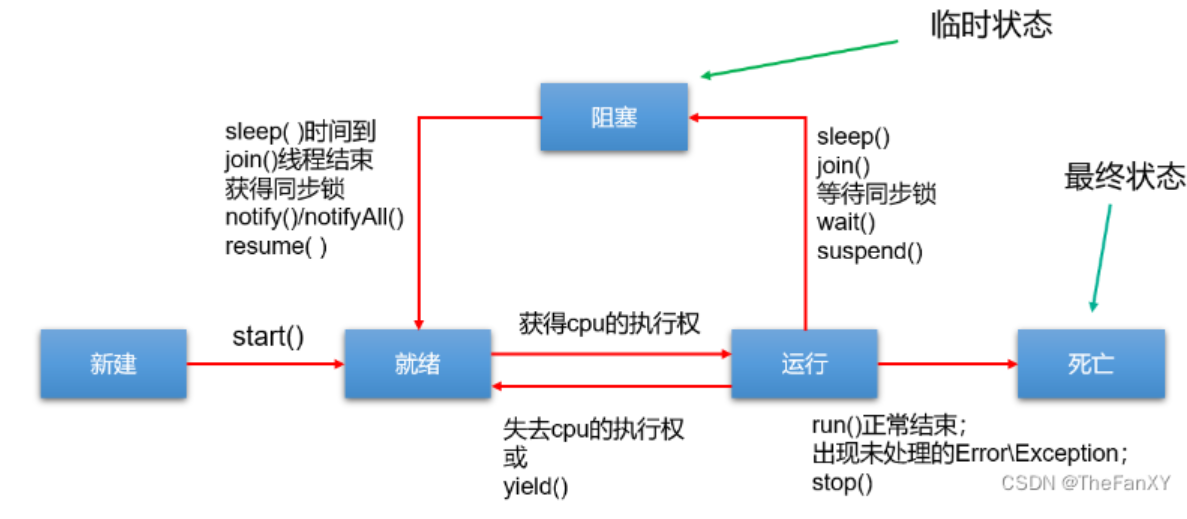 临时状态
阻塞
sleep( )时间到
join()线程结束
获得同步锁
notify()/notifyAll()
resume( )
sleep()
join()
等待同步锁
wait()
suspend()
最终状态
新建
start()
就绪
获得cpu的执行权
运行
死亡
失去cpu的执行权
或
yield()
run()正常结束；
出现未处理的Error\Exception；
stop()
CSDN @TheFanXY